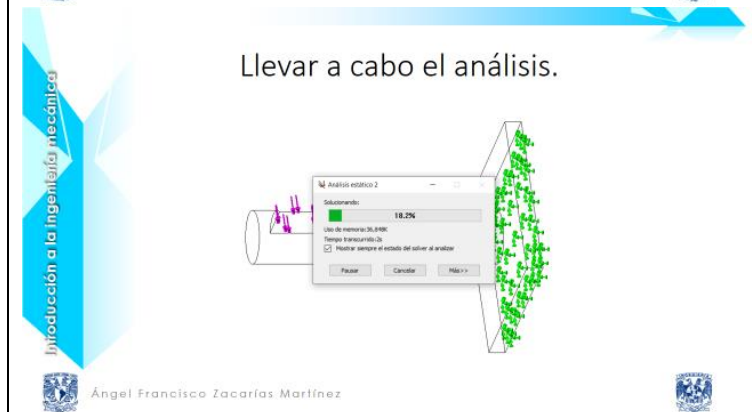 Llevar a cabo el análisis.
Introducción a la ingeniería mecánica
Análisis estático 2
Solucionando:
18.2%
Uso de memoria:36,848K
Tiempo transcurrido:2s
Mostrar siempre el estado del solver al analizar
Pausar
Cancelar
Más>>
Ángel Francisco Zacarías Martínez